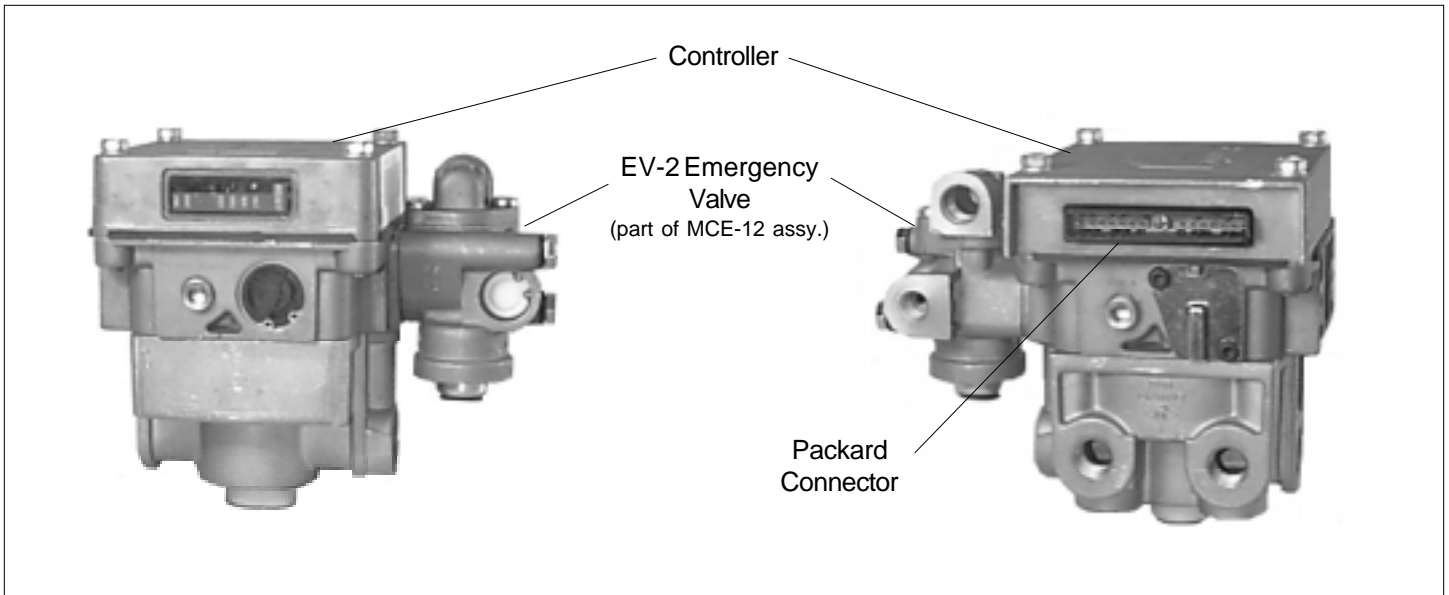 Controller
EV-2 Emergency
Valve
(part of MCE-12 assy.)
Packard
Connector